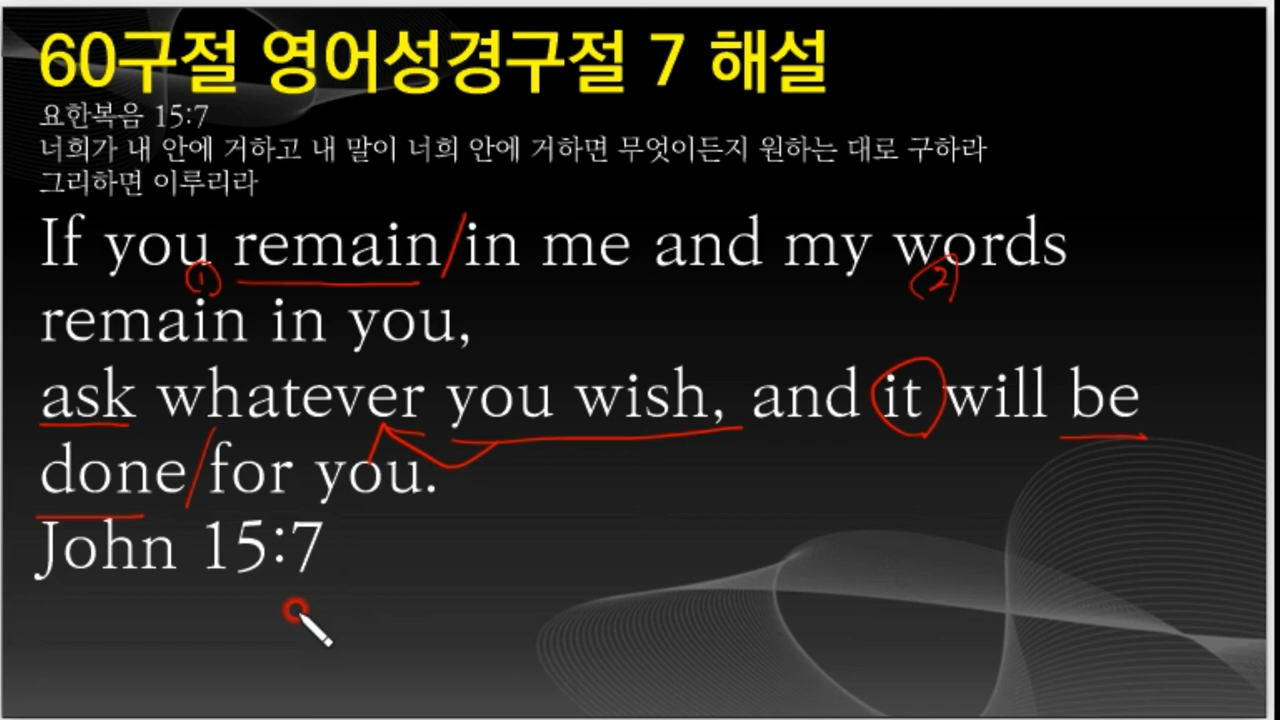 60구절 영어성경구절 7 해설
요한복음 15:7
너희가 내 안에 거하고 내 말이 너희 안에 거하면 무엇이든지 원하는 대로 구하라
그리하면 이루리라
If you remain in me and my words
1 2
remain in you,
ask whatever you wish, and it will be
done for you.
John 15:7